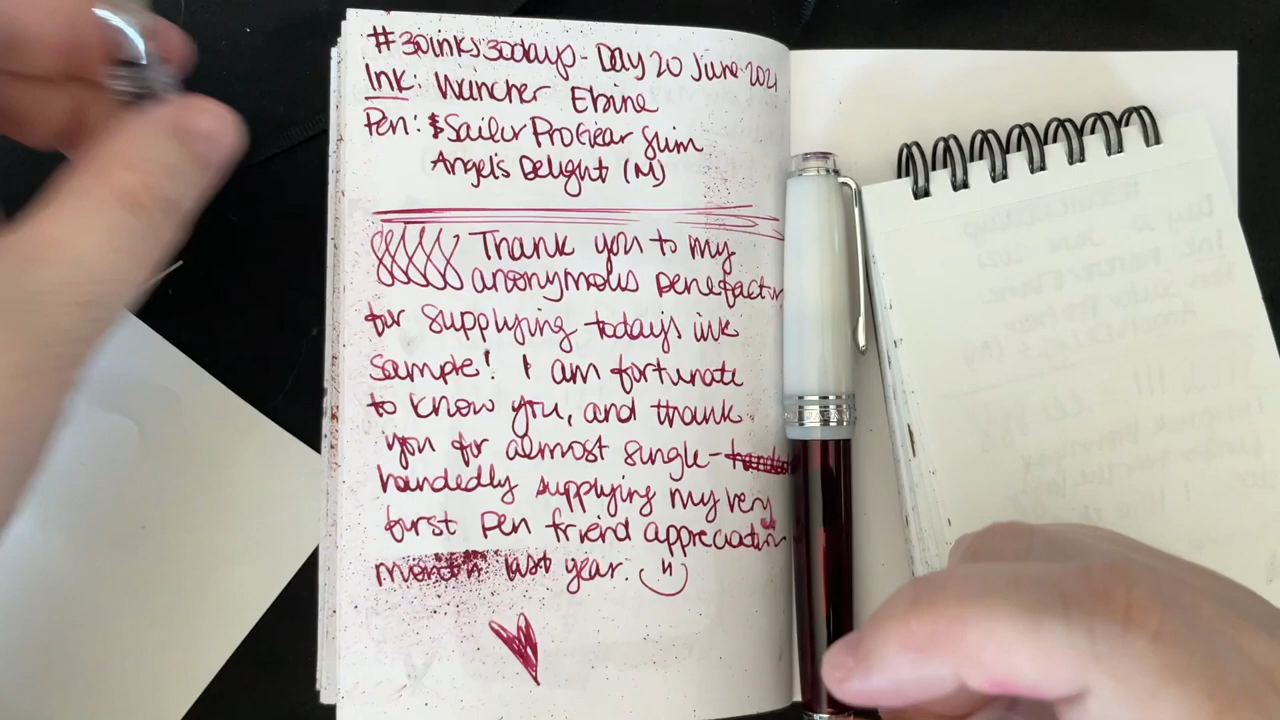 #30inks30days - Day 20 June 2021
Ink: Wancher Ebine
Pen: Sailor ProGear Slim
Angel's Delight (M)
Thank you to my
anonymous penefactor
for supplying today's ink
sample! I am fortunate
to know you, and thank
you for almost single-
handedly supplying my very
first pen friend appreciation
month last year.